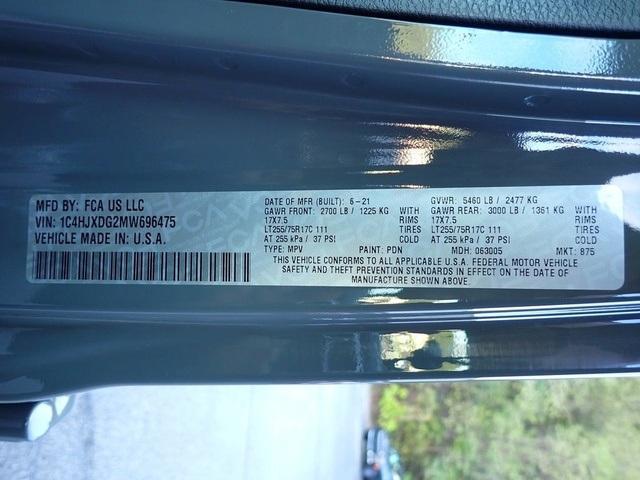 MFD BY: FCA US LLC
VIN: 1C4HJXDG2MW696475
VEHICLE MADE IN: U.S.A.
DATE OF MFR (BUILT): 6-21 GVWR: 5460 LB / 2477 KG
GAWR FRONT: 2700 LB / 1225 KG WITH GAWR REAR: 3000 LB / 1361 KG WITH
17X7.5 RIMS 17X7.5 RIMS
LT255/75R17C 111 TIRES LT255/75R17C 111 TIRES
AT 255 kPa / 37 PSI COLD AT 255 kPa / 37 PSI COLD
TYPE: MPV PAINT: PDN MDH: 063005 MKT: 875
THIS VEHICLE CONFORMS TO ALL APPLICABLE U.S.A. FEDERAL MOTOR VEHICLE
SAFETY AND THEFT PREVENTION STANDARDS IN EFFECT ON THE DATE OF
MANUFACTURE SHOWN ABOVE.